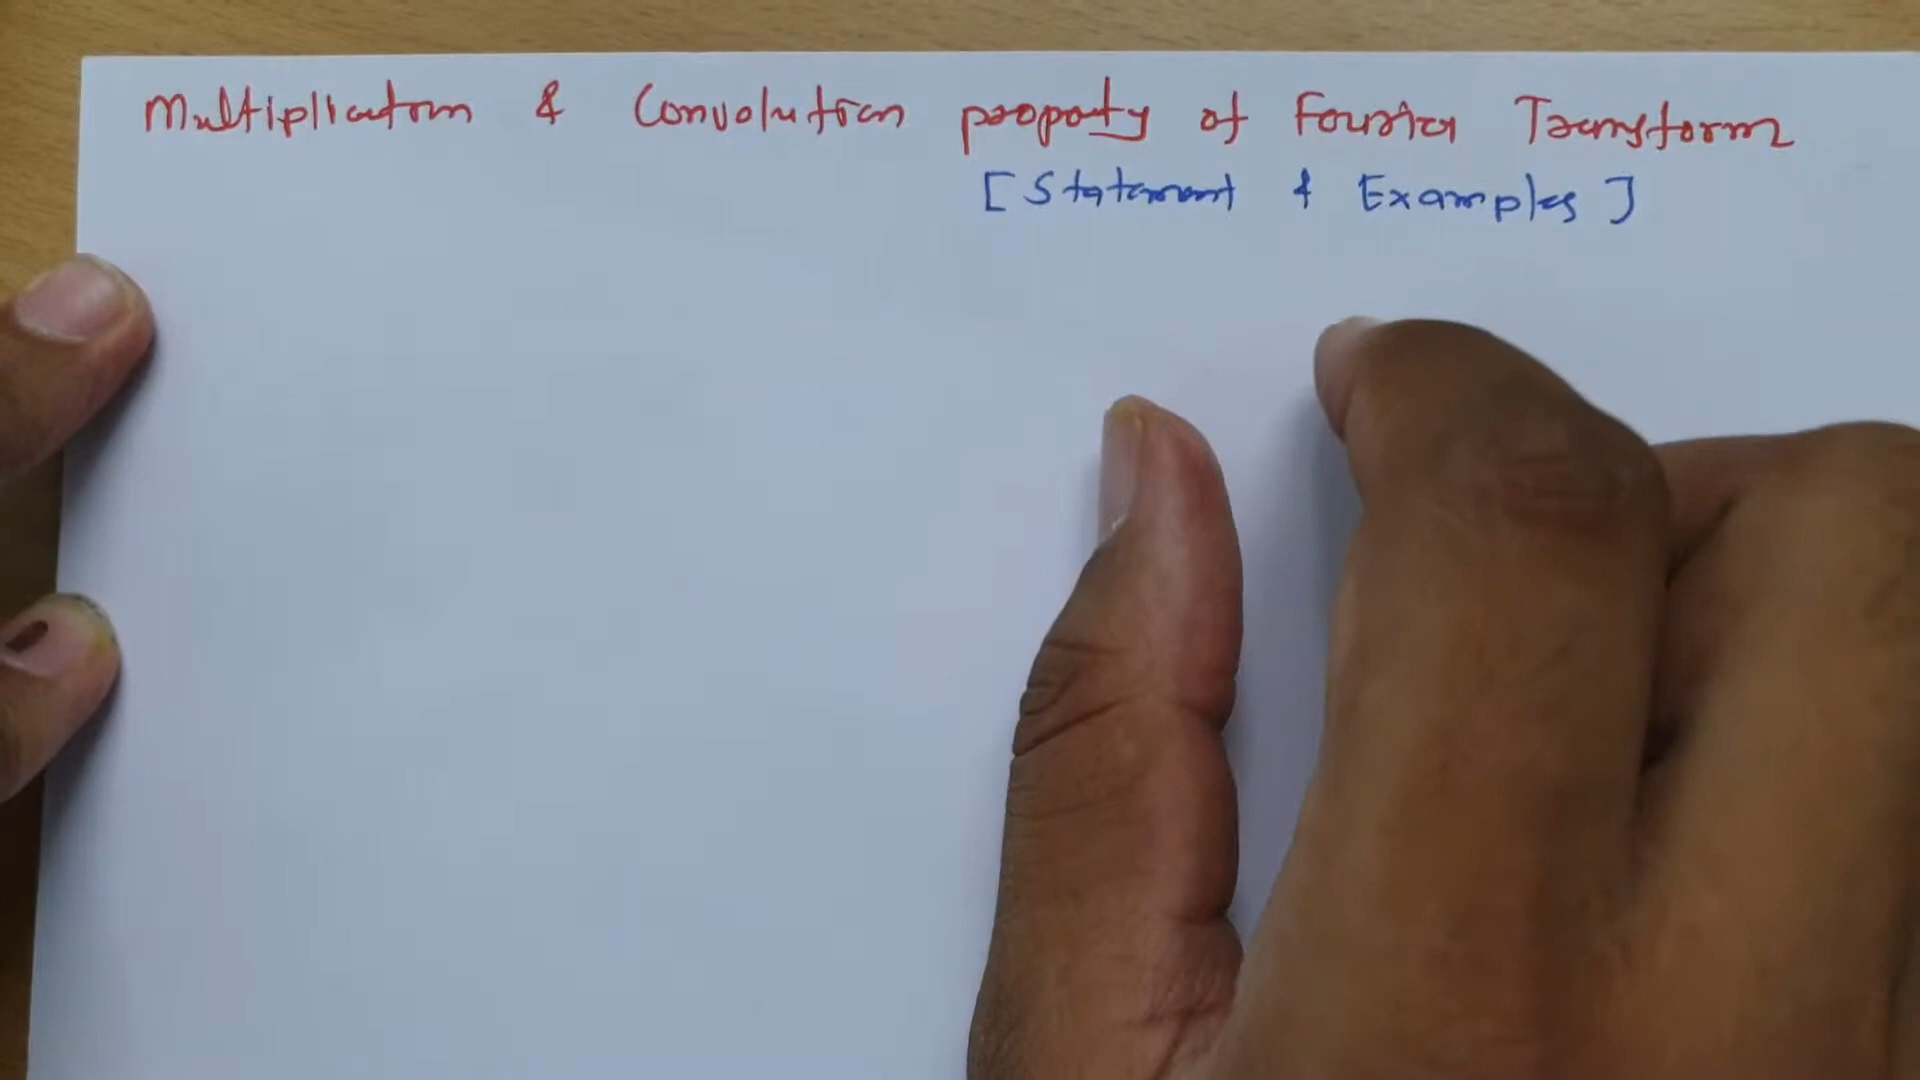 Multiplication & Convolution property of Fourier Transform
[Statement & Examples]